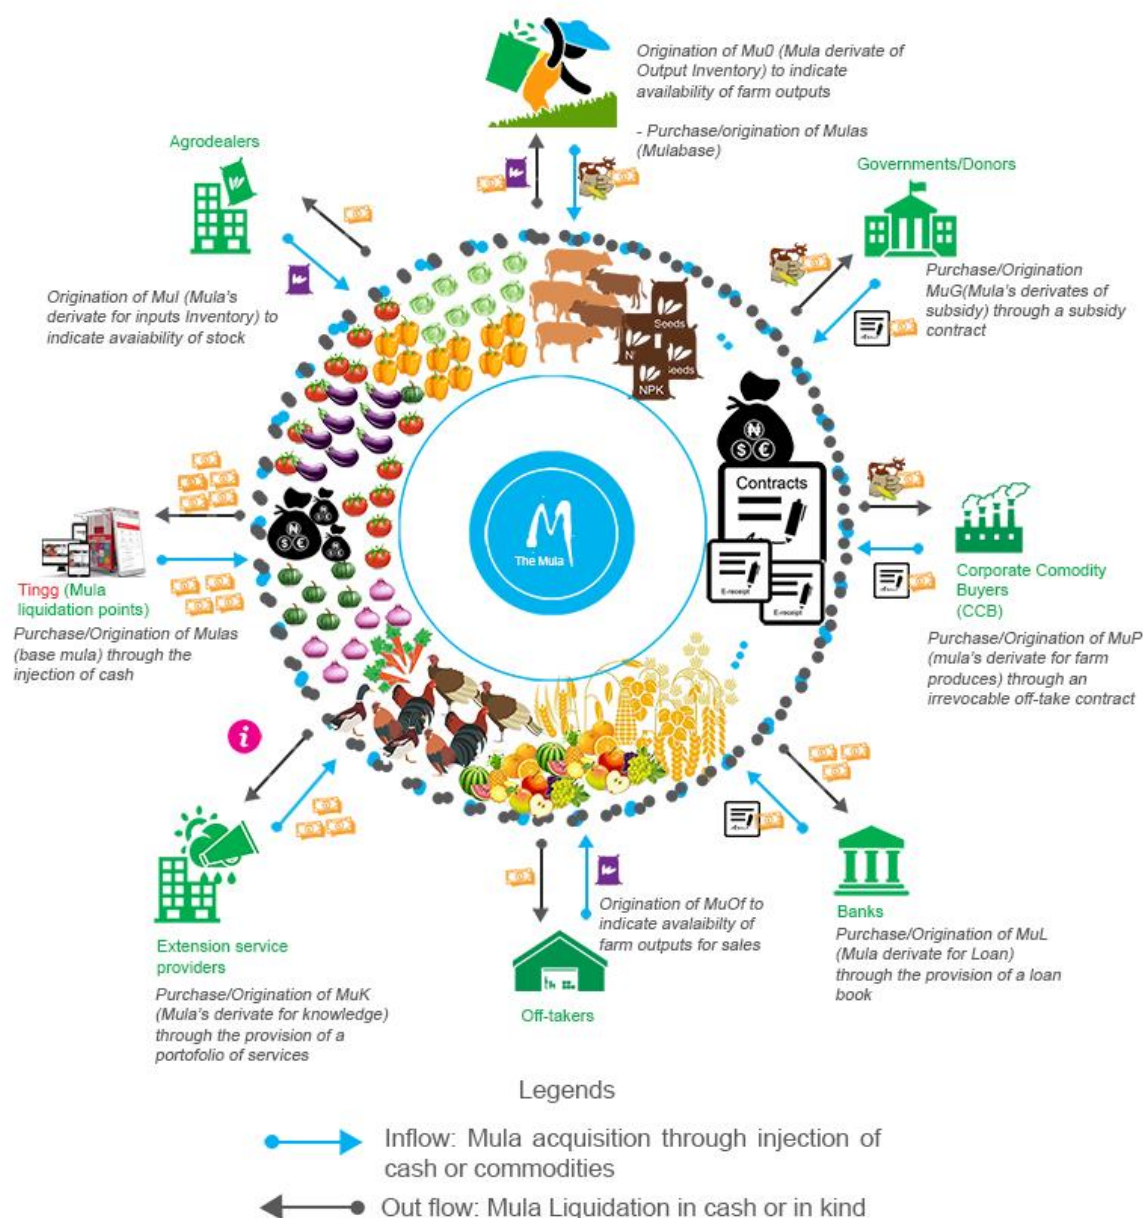 Origination of Mu0 (Mula derivate of
Output Inventory) to indicate
availability of farm outputs
- Purchase/origination of Mulas
(Mulabase)
Agrodealers
Origination of MuI (Mula's
derivate for inputs Inventory) to
indicate avaiability of stock
Governments/Donors
Purchase/Origination
MuG(Mula's derivates of
subsidy) through a subsidy
contract
Seeds
Seeds
NPK
₦
$ €
Contracts
E-receipt
E-receipt
M
The Mula
₦
$ €
₦
$ €
₦
$ €
Tingg (Mula
liquidation points)
Purchase/Origination of Mulas
(base mula) through the
injection of cash
Corporate Comodity
Buyers
(CCB)
Purchase/Origination of MuP
(mula's derivate for farm
produces) through an
irrevocable off-take contract
i
Extension service
providers
Purchase/Origination of MuK
(Mula's derivate for knowledge)
through the provision of a
portofolio of services
Origination of MuOf to
indicate avalaibilty of
farm outputs for sales
Off-takers
Banks
Purchase/Origination of MuL
(Mula derivate for Loan)
through the provision of a loan
book
Legends
Inflow: Mula acquisition through injection of
cash or commodities
Out flow: Mula Liquidation in cash or in kind